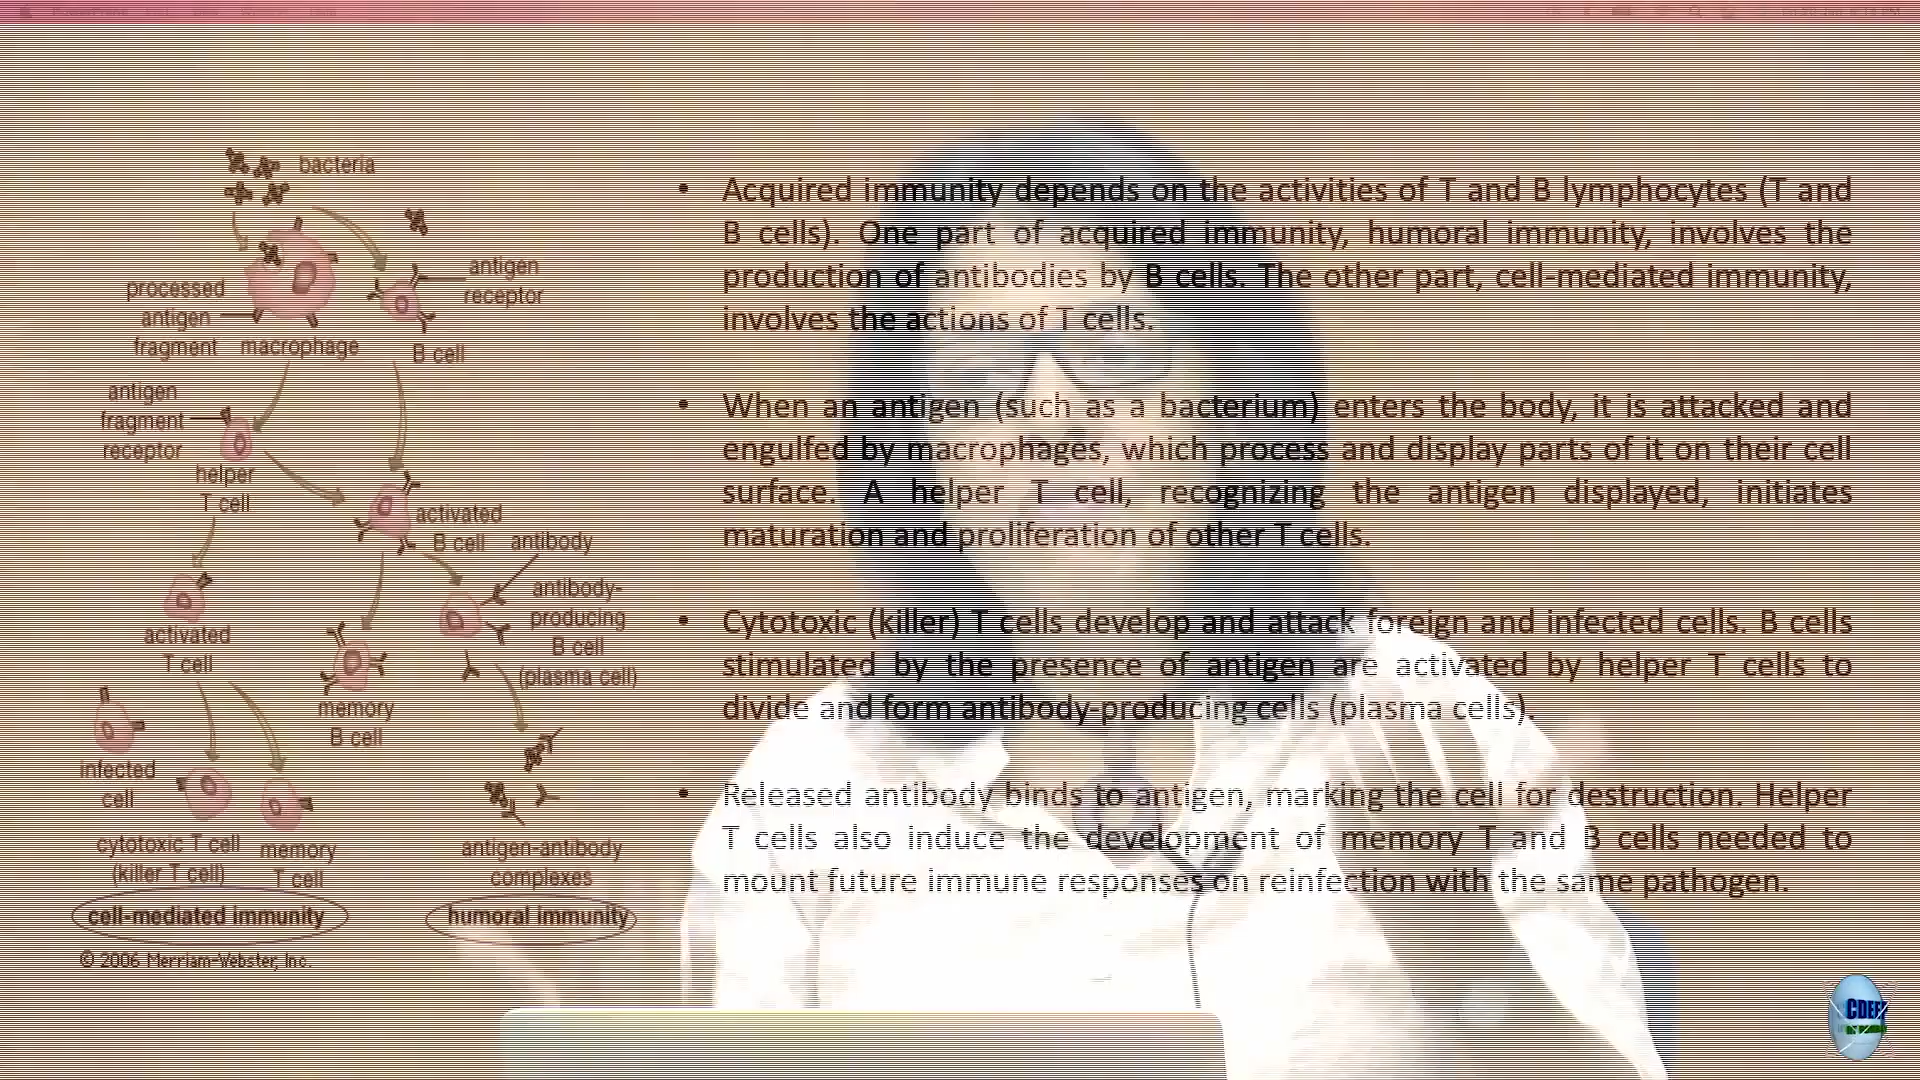 bacteria
antigen
receptor
processed
antigen
fragment
macrophage
B cell
antigen
fragment
receptor
helper
T cell
activated
B cell
antibody
antibody-
producing
B cell
(plasma cell)
activated
T cell
memory
B cell
infected
cell
cytotoxic T cell
(killer T cell)
memory
T cell
antigen-antibody
complexes
cell-mediated immunity
humoral immunity
© 2006 Merriam-Webster, Inc.
• Acquired immunity depends on the activities of T and B lymphocytes (T and
B cells). One part of acquired immunity, humoral immunity, involves the
production of antibodies by B cells. The other part, cell-mediated immunity,
involves the actions of T cells.
• When an antigen (such as a bacterium) enters the body, it is attacked and
engulfed by macrophages, which process and display parts of it on their cell
surface. A helper T cell, recognizing the antigen displayed, initiates
maturation and proliferation of other T cells.
• Cytotoxic (killer) T cells develop and attack foreign and infected cells. B cells
stimulated by the presence of antigen are activated by helper T cells to
divide and form antibody-producing cells (plasma cells).
• Released antibody binds to antigen, marking the cell for destruction. Helper
T cells also induce the development of memory T and B cells needed to
mount future immune responses on reinfection with the same pathogen.